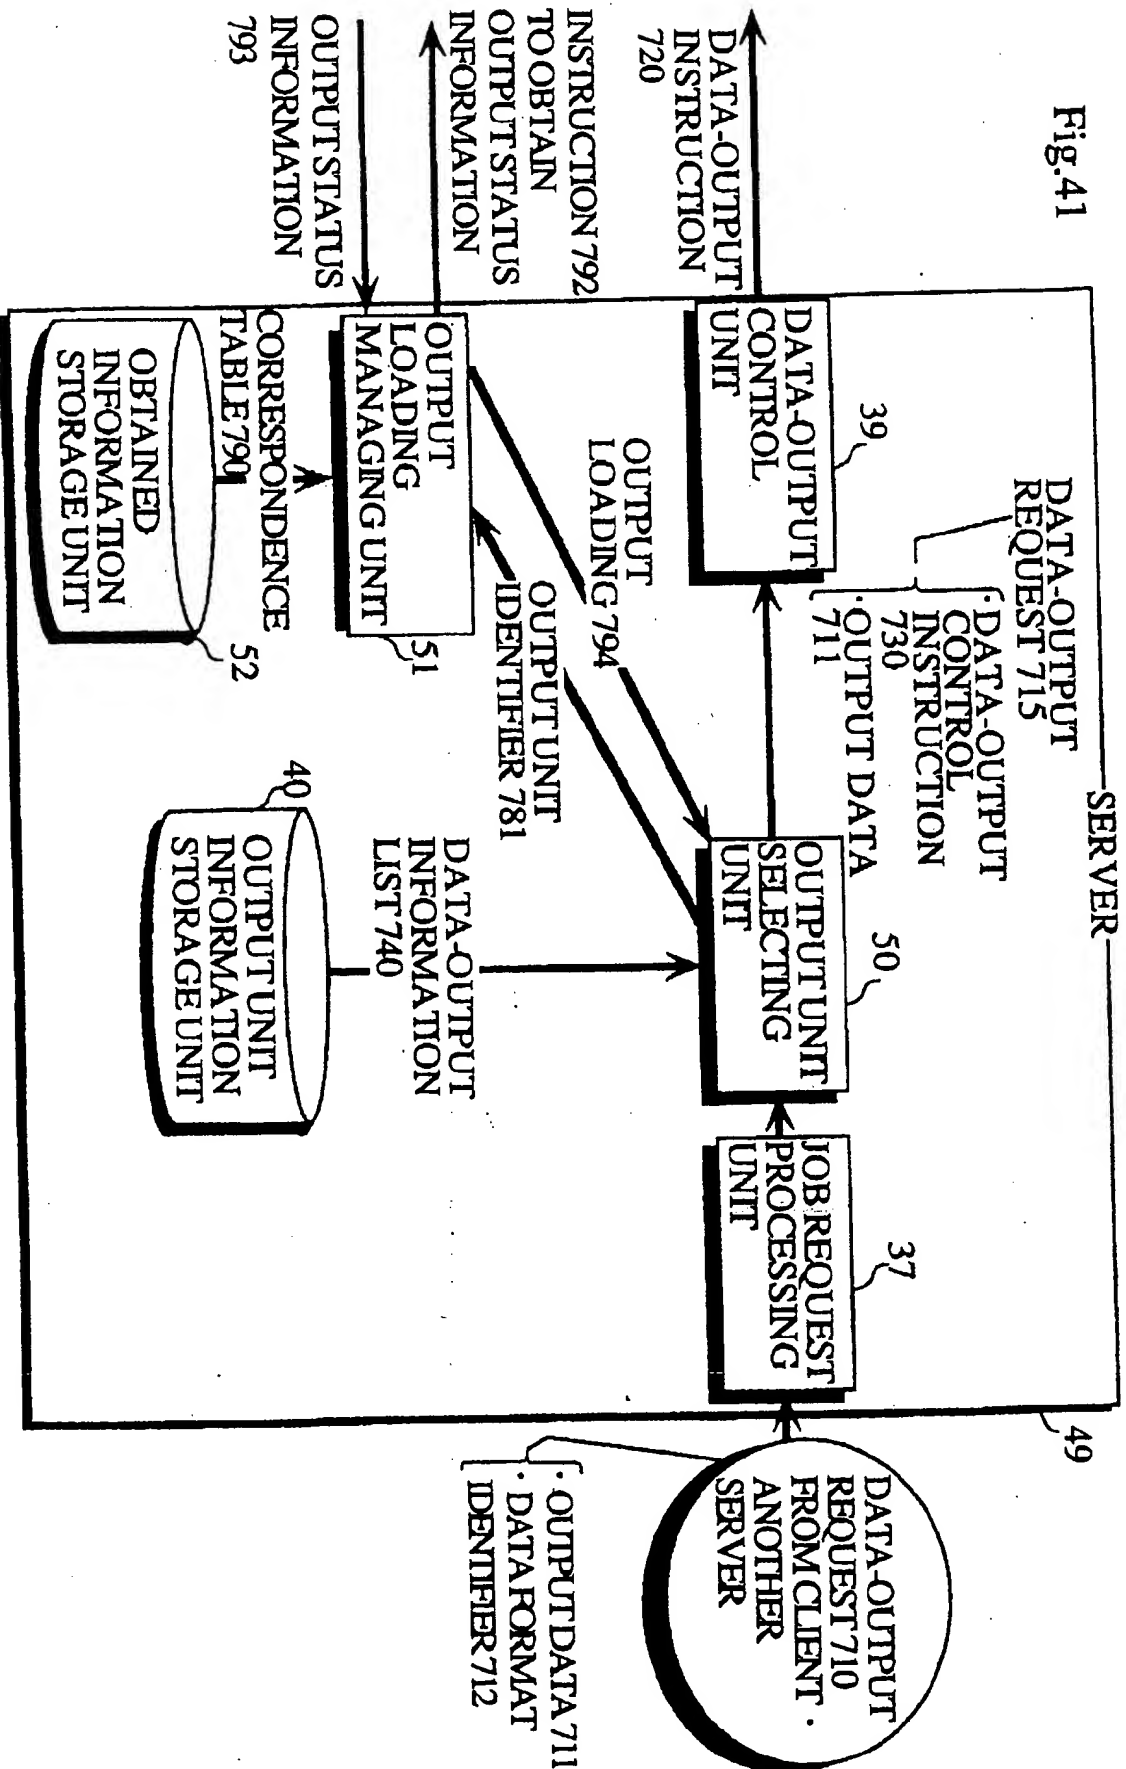 Fig.41
SERVER
49
DATA-OUTPUT
REQUEST 715
· DATA-OUTPUT
CONTROL
INSTRUCTION
730
· OUTPUT DATA
711
39
DATA-OUTPUT
CONTROL
UNIT
50
OUTPUT UNIT
SELECTING
UNIT
37
JOB REQUEST
PROCESSING
UNIT
DATA-OUTPUT
REQUEST 710
FROM CLIENT ·
ANOTHER
SERVER
· OUTPUT DATA 711
· DATA FORMAT
IDENTIFIER 712
DATA-OUTPUT
INSTRUCTION
720
OUTPUT
LOADING 794
OUTPUT UNIT
IDENTIFIER 781
INSTRUCTION 792
TO OBTAIN
OUTPUT STATUS
INFORMATION
OUTPUT STATUS
INFORMATION
793
OUTPUT
LOADING
MANAGING UNIT
51
CORRESPONDENCE
TABLE 790
OBTAINED
INFORMATION
STORAGE UNIT
52
DATA-OUTPUT
INFORMATION
LIST 740
40
OUTPUT UNIT
INFORMATION
STORAGE UNIT